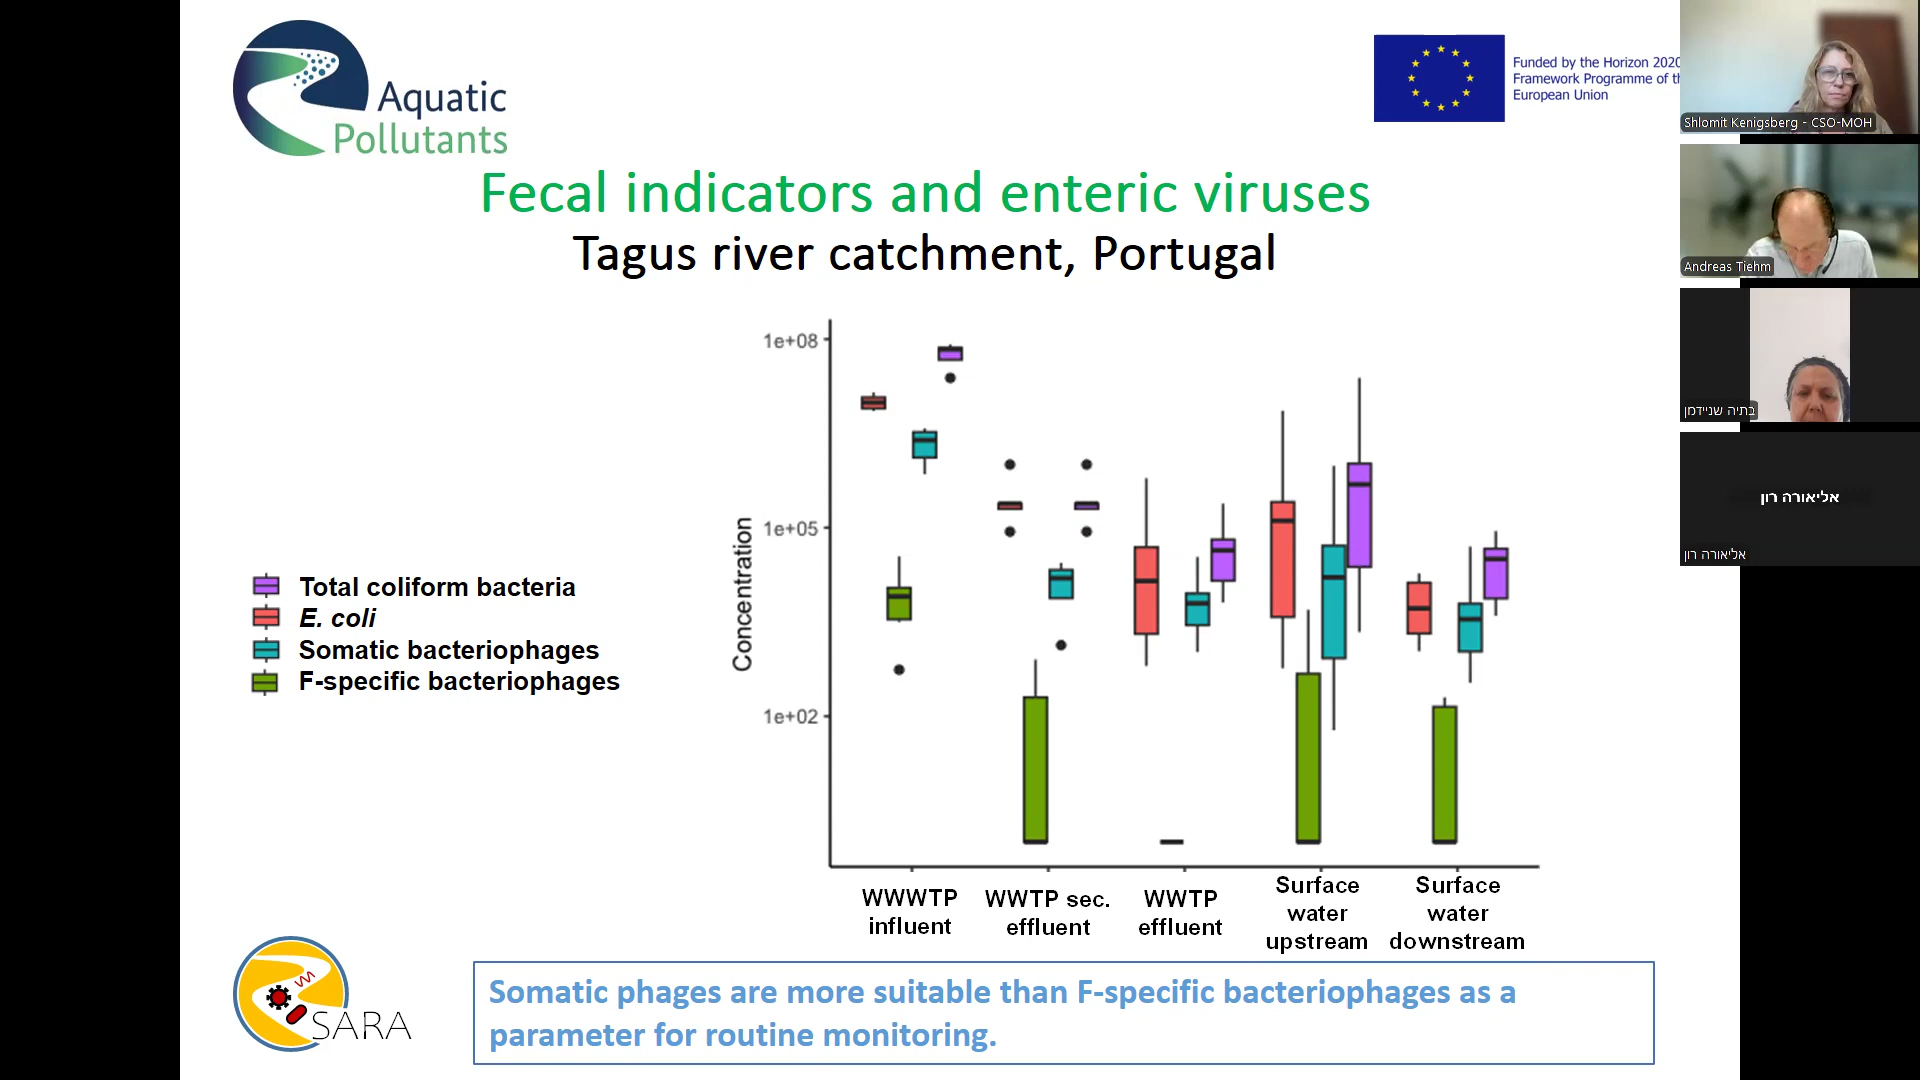 Aquatic
Pollutants
Funded by the Horizon 2020
Framework Programme of th
European Union
Fecal indicators and enteric viruses
Tagus river catchment, Portugal
Total coliform bacteria
E. coli
Somatic bacteriophages
F-specific bacteriophages
Concentration
1e+08
1e+05
1e+02
WWWTP
influent
WWTP sec.
effluent
WWTP
effluent
Surface
water
upstream
Surface
water
downstream
SARA
Somatic phages are more suitable than F-specific bacteriophages as a
parameter for routine monitoring.
Shlomit Kenigsberg - CSO-MOH
Andreas Tiehm
בתיה שניידמן
אליאורה רון
אליאורה רון